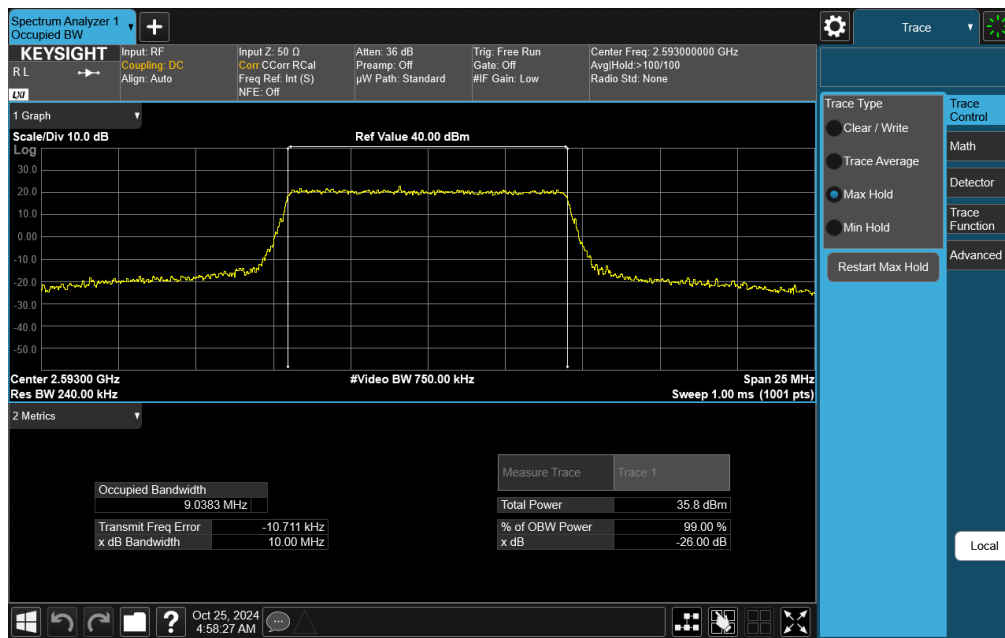 Spectrum Analyzer 1
Occupied BW
Trace
KEYSIGHT
R L
LXI
Input: RF
Coupling: DC
Align: Auto
Input Z: 50 Ω
Corr CCorr RCal
Freq Ref: Int (S)
NFE: Off
Atten: 36 dB
Preamp: Off
µW Path: Standard
Trig: Free Run
Gate: Off
#IF Gain: Low
Center Freq: 2.593000000 GHz
Avg|Hold:>100/100
Radio Std: None
1 Graph
Scale/Div 10.0 dB
Ref Value 40.00 dBm
Log
30.0
20.0
10.0
0.00
-10.0
-20.0
-30.0
-40.0
-50.0
Center 2.59300 GHz
#Video BW 750.00 kHz
Span 25 MHz
Res BW 240.00 kHz
Sweep 1.00 ms (1001 pts)
2 Metrics
Measure Trace
Trace 1
Occupied Bandwidth
9.0383 MHz
Total Power
35.8 dBm
Transmit Freq Error
-10.711 kHz
% of OBW Power
99.00 %
x dB Bandwidth
10.00 MHz
x dB
-26.00 dB
Trace Type
Clear / Write
Trace Average
Max Hold
Min Hold
Restart Max Hold
Trace
Control
Math
Detector
Trace
Function
Advanced
Local
?
Oct 25, 2024
4:58:27 AM